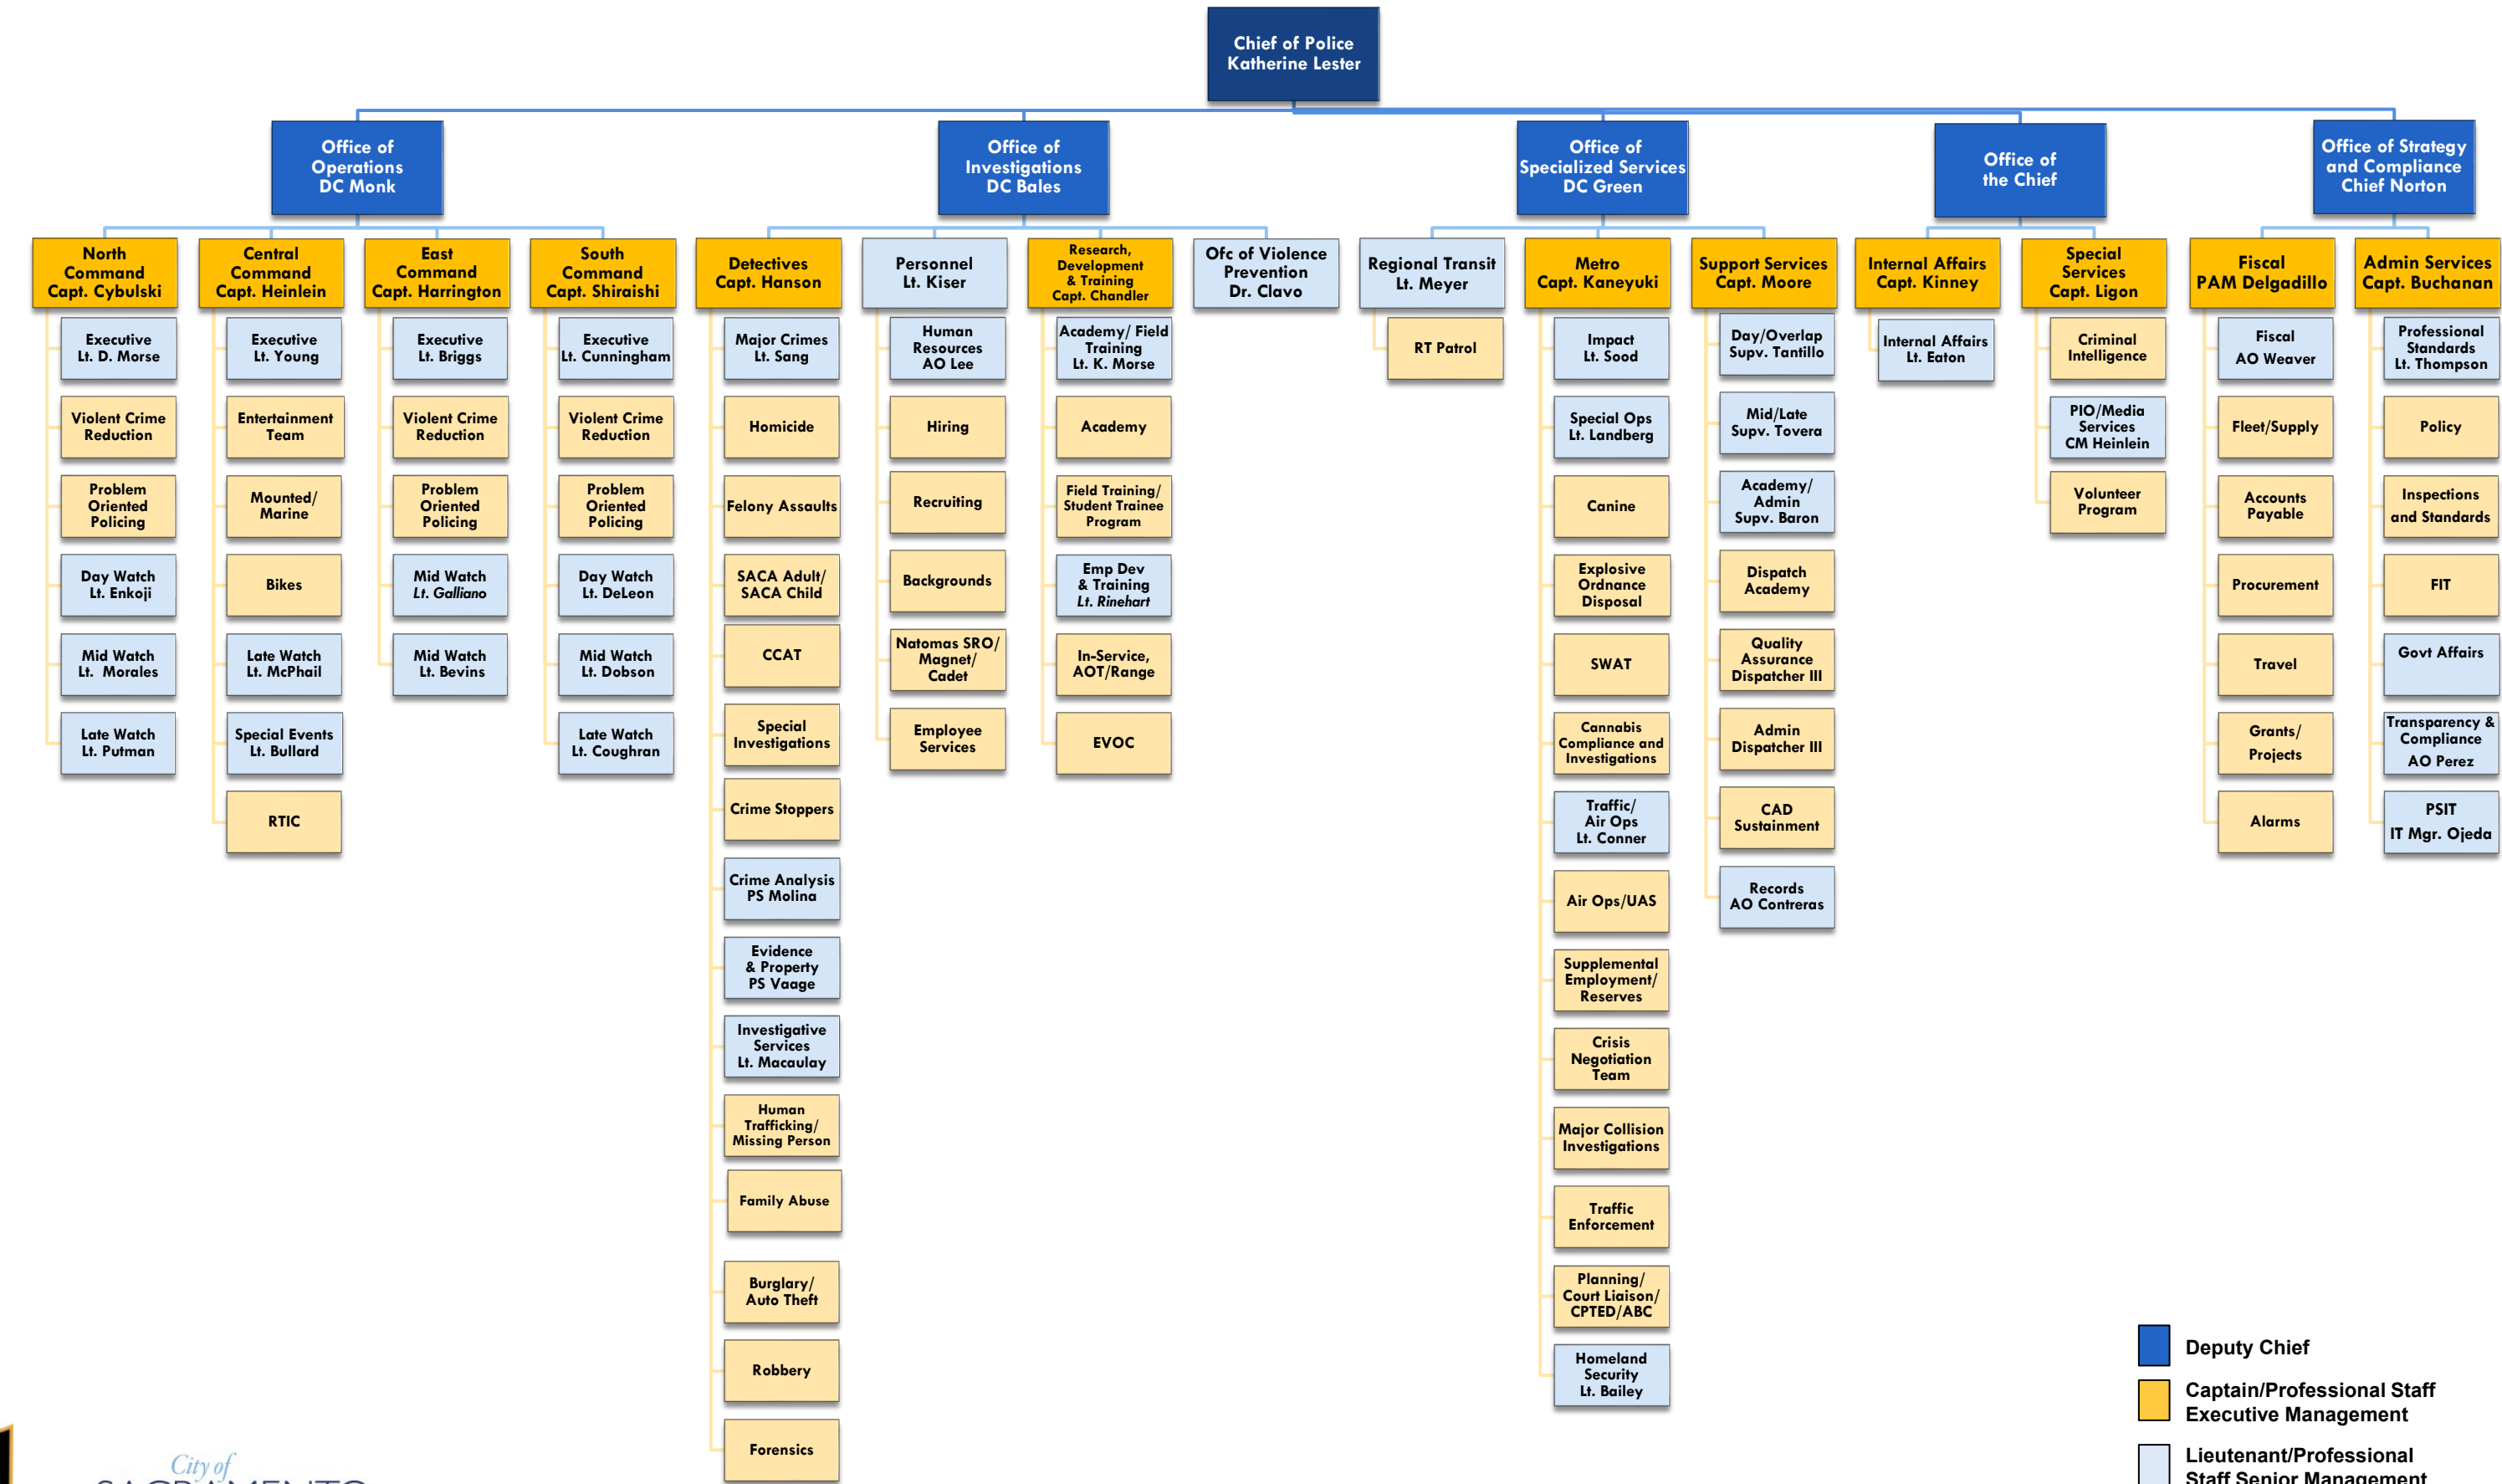 Chief of Police
Katherine Lester
Office of
Operations
DC Monk
Office of
Investigations
DC Bales
Office of
Specialized Services
DC Green
Office of
the Chief
Office of Strategy
and Compliance
Chief Norton
North
Command
Capt. Cybulski
Executive
Lt. D. Morse
Violent Crime
Reduction
Problem
Oriented
Policing
Day Watch
Lt. Enkoji
Mid Watch
Lt. Morales
Late Watch
Lt. Putman
Central
Command
Capt. Heinlein
Executive
Lt. Young
Entertainment
Team
Mounted/
Marine
Bikes
Late Watch
Lt. McPhail
Special Events
Lt. Bullard
RTIC
East
Command
Capt. Harrington
Executive
Lt. Briggs
Violent Crime
Reduction
Problem
Oriented
Policing
Mid Watch
Lt. Galliano
Mid Watch
Lt. Bevins
South
Command
Capt. Shiraishi
Executive
Lt. Cunningham
Violent Crime
Reduction
Problem
Oriented
Policing
Day Watch
Lt. DeLeon
Mid Watch
Lt. Dobson
Late Watch
Lt. Coughran
Detectives
Capt. Hanson
Major Crimes
Lt. Sang
Homicide
Felony Assaults
SACA Adult/
SACA Child
CCAT
Special
Investigations
Crime Stoppers
Crime Analysis
PS Molina
Evidence
& Property
PS Vaage
Investigative
Services
Lt. Macaulay
Human
Trafficking/
Missing Person
Family Abuse
Burglary/
Auto Theft
Robbery
Forensics
Personnel
Lt. Kiser
Human
Resources
AO Lee
Hiring
Recruiting
Backgrounds
Natomas SRO/
Magnet/
Cadet
Employee
Services
Research,
Development
& Training
Capt. Chandler
Academy/ Field
Training
Lt. K. Morse
Academy
Field Training/
Student Trainee
Program
Emp Dev
& Training
Lt. Rinehart
In-Service,
AOT/Range
EVOC
Ofc of Violence
Prevention
Dr. Clavo
Regional Transit
Lt. Meyer
RT Patrol
Metro
Capt. Kaneyuki
Impact
Lt. Sood
Special Ops
Lt. Landberg
Canine
Explosive
Ordnance
Disposal
SWAT
Cannabis
Compliance and
Investigations
Traffic/
Air Ops
Lt. Conner
Air Ops/UAS
Supplemental
Employment/
Reserves
Crisis
Negotiation
Team
Major Collision
Investigations
Traffic
Enforcement
Planning/
Court Liaison/
CPTED/ABC
Homeland
Security
Lt. Bailey
Support Services
Capt. Moore
Day/Overlap
Supv. Tantillo
Mid/Late
Supv. Tovera
Academy/
Admin
Supv. Baron
Dispatch
Academy
Quality
Assurance
Dispatcher III
Admin
Dispatcher III
CAD
Sustainment
Records
AO Contreras
Internal Affairs
Capt. Kinney
Internal Affairs
Lt. Eaton
Special
Services
Capt. Ligon
Criminal
Intelligence
PIO/Media
Services
CM Heinlein
Volunteer
Program
Fiscal
PAM Delgadillo
Fiscal
AO Weaver
Fleet/Supply
Accounts
Payable
Procurement
Travel
Grants/
Projects
Alarms
Admin Services
Capt. Buchanan
Professional
Standards
Lt. Thompson
Policy
Inspections
and Standards
FIT
Govt Affairs
Transparency &
Compliance
AO Perez
PSIT
IT Mgr. Ojeda
Deputy Chief
Captain/Professional Staff
Executive Management
Lieutenant/Professional
Staff Senior Management
City of
SACRAMENTO